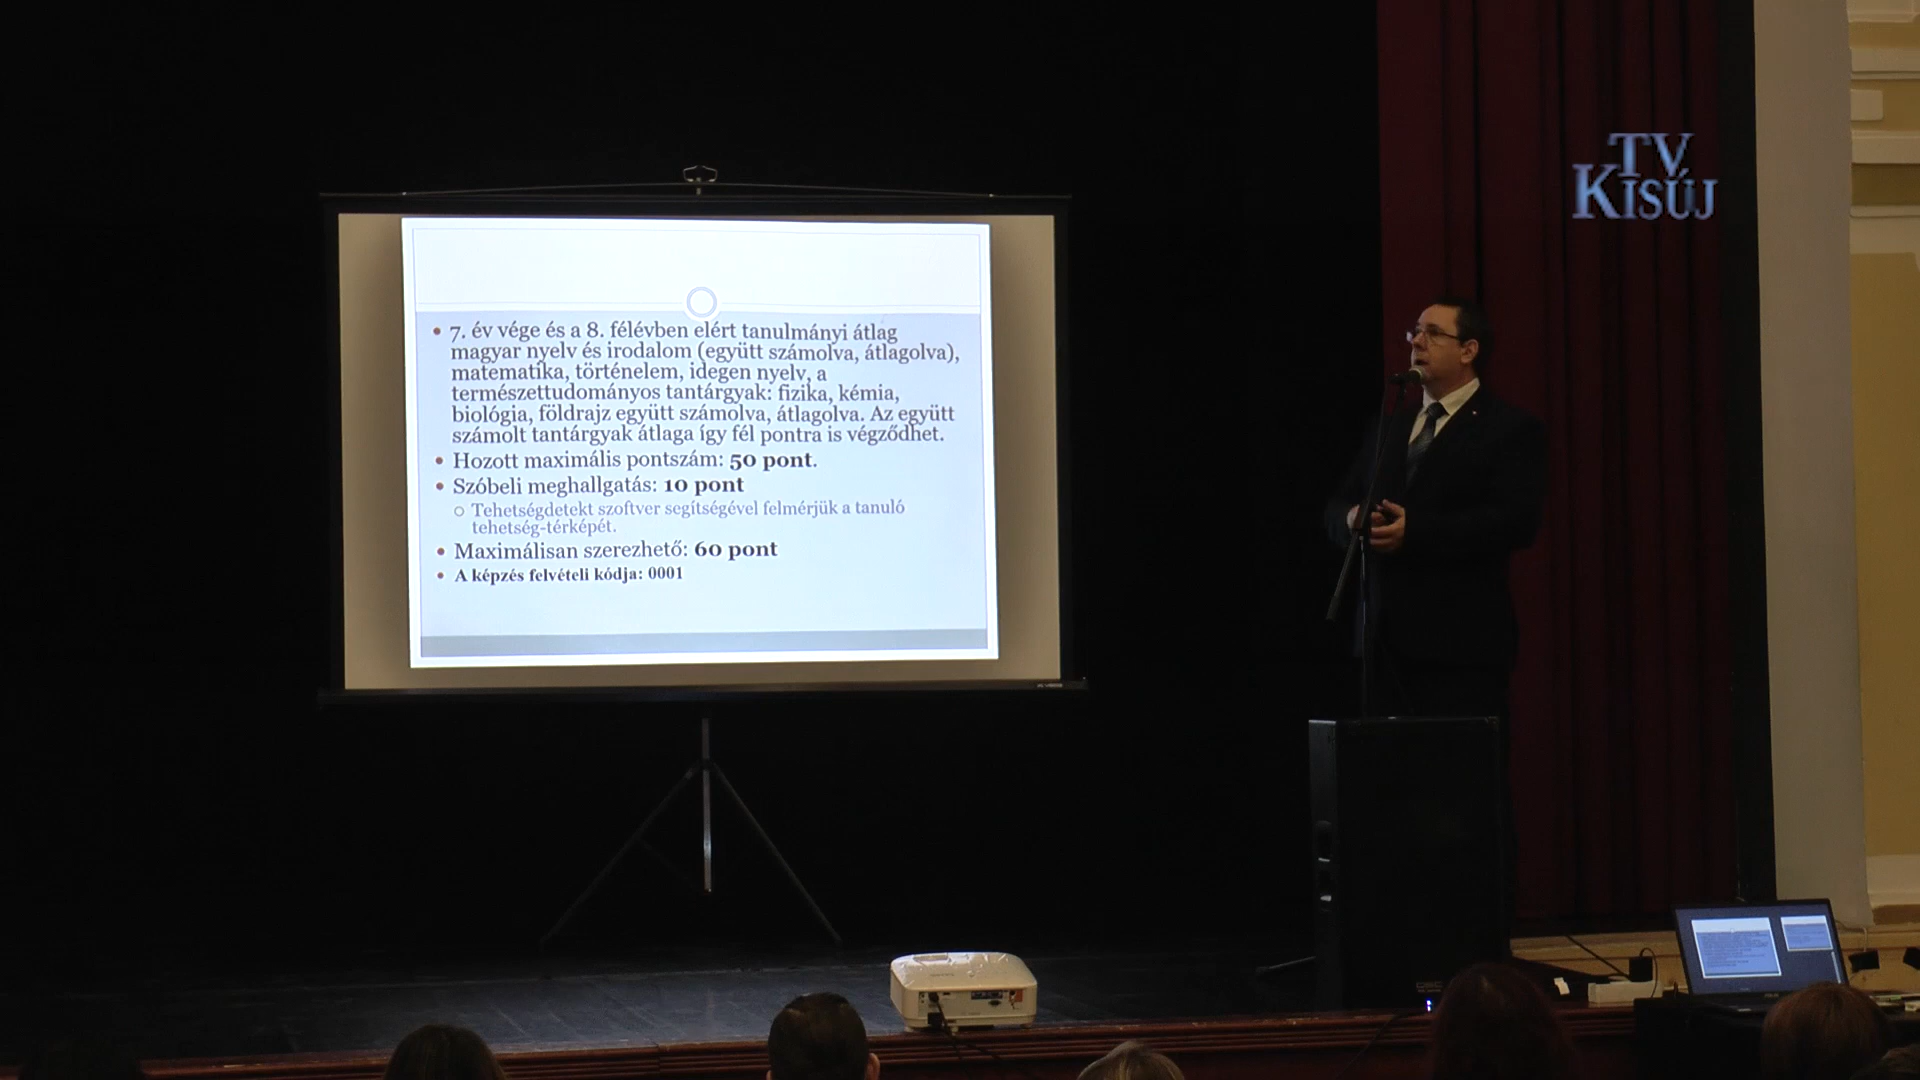 TV
KISÚJ
• 7. év vége és a 8. félévben elért tanulmányi átlag
magyar nyelv és irodalom (együtt számolva, átlagolva),
matematika, történelem, idegen nyelv, a
természettudományos tantárgyak: fizika, kémia,
biológia, földrajz együtt számolva, átlagolva. Az együtt
számolt tantárgyak átlaga így fél pontra is végződhet.
• Hozott maximális pontszám: 50 pont.
• Szóbeli meghallgatás: 10 pont
○ Tehetségdetekt szoftver segítségével felmérjük a tanuló
tehetség-térképét.
• Maximálisan szerezhető: 60 pont
• A képzés felvételi kódja: 0001